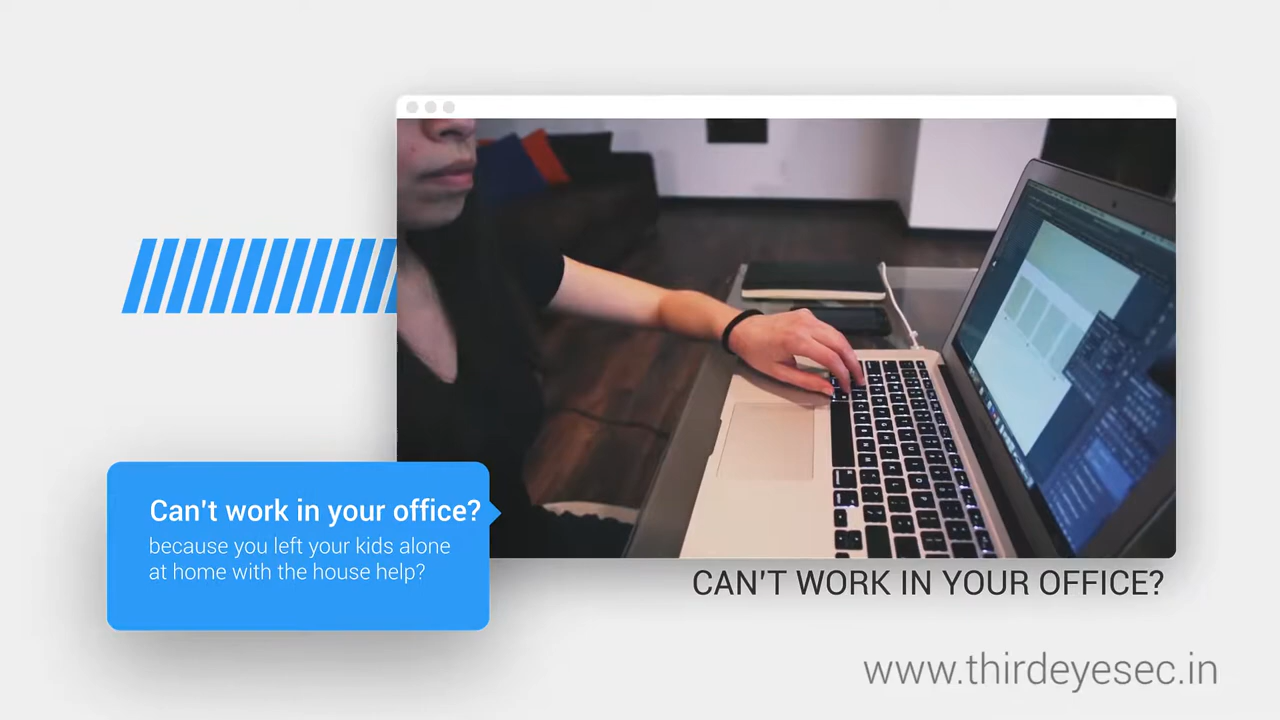 Can't work in your office?
because you left your kids alone
at home with the house help?
CAN'T WORK IN YOUR OFFICE?
www.thirdeyesec.in